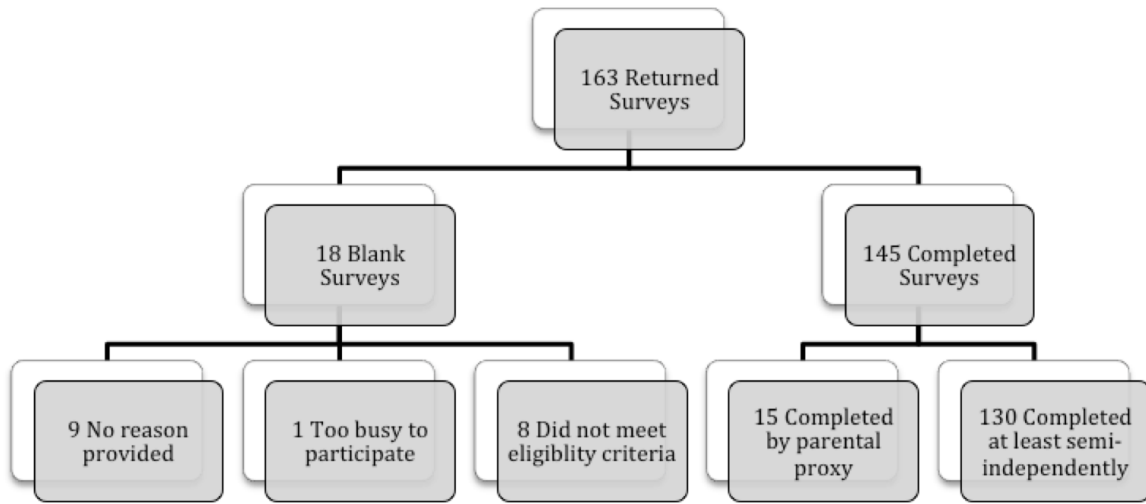 163 Returned
Surveys
18 Blank
Surveys
145 Completed
Surveys
9 No reason
provided
1 Too busy to
participate
8 Did not meet
eligiblity criteria
15 Completed
by parental
proxy
130 Completed
at least semi-
independently